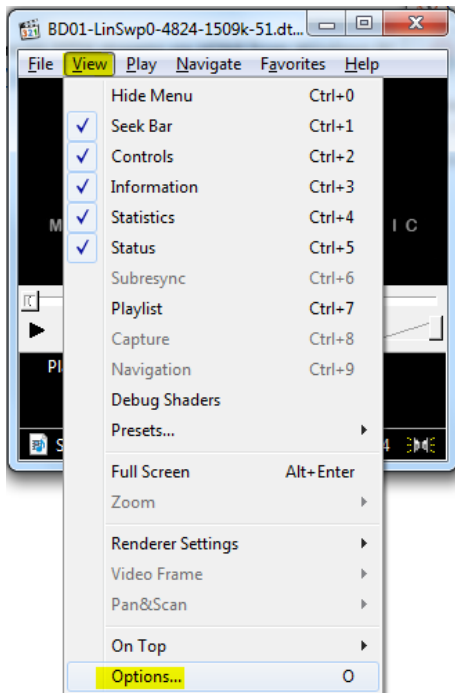 BD01-LinSwp0-4824-1509k-51.dt...
File View Play Navigate Favorites Help
Hide Menu Ctrl+0
Seek Bar Ctrl+1
Controls Ctrl+2
Information Ctrl+3
Statistics Ctrl+4
Status Ctrl+5
Subresync Ctrl+6
Playlist Ctrl+7
Capture Ctrl+8
Navigation Ctrl+9
Debug Shaders
Presets...
Full Screen Alt+Enter
Zoom
Renderer Settings
Video Frame
Pan&Scan
On Top
Options... O